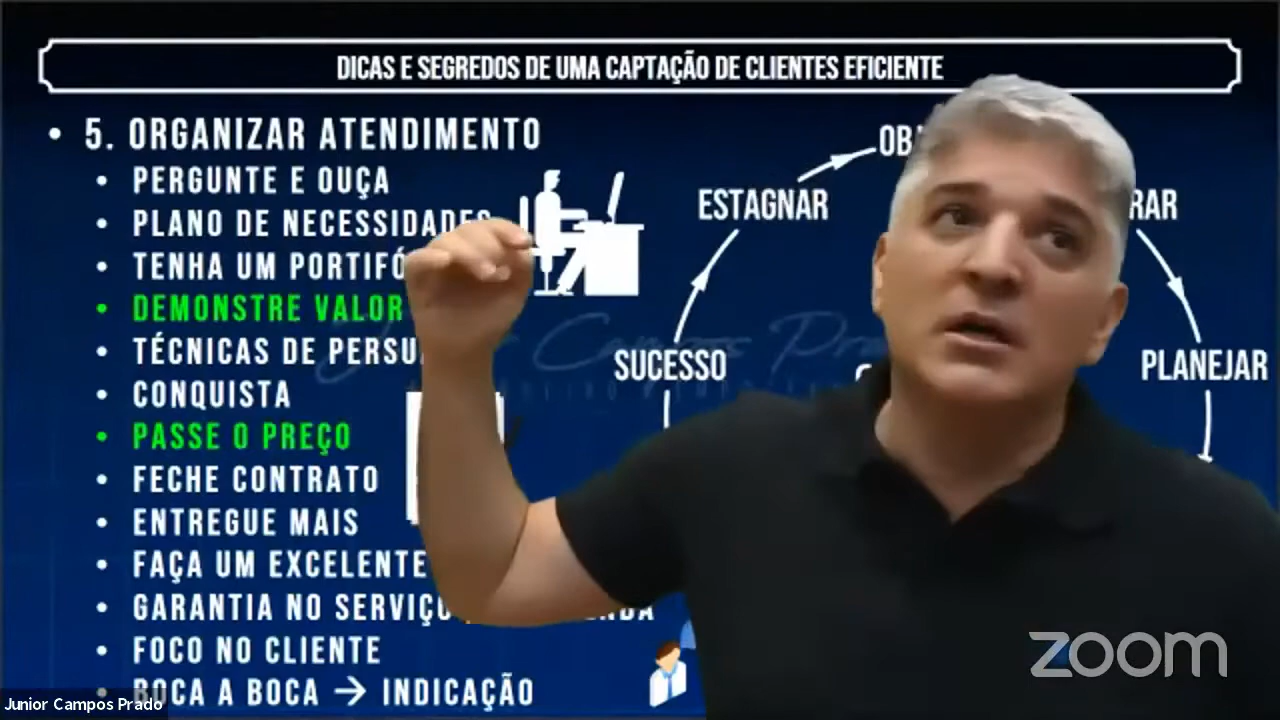 DICAS E SEGREDOS DE UMA CAPTAÇÃO DE CLIENTES EFICIENTE
• 5. ORGANIZAR ATENDIMENTO
• PERGUNTE E OUÇA
• PLANO DE NECESSIDADES
• TENHA UM
• DEMONSTRE VALOR
• TÉCNICAS DE
• CONQUISTA
• PASSE O PREÇO
• FECHE CONTRATO
• ENTREGUE MAIS
• FAÇA UM EXCELENTE
• GARANTIA NO SERVIÇO
• FOCO NO CLIENTE
• BOCA A BOCA → INDICAÇÃO
ESTAGNAR
SUCESSO
PLANEJAR
zoom
Junior Campos Prado